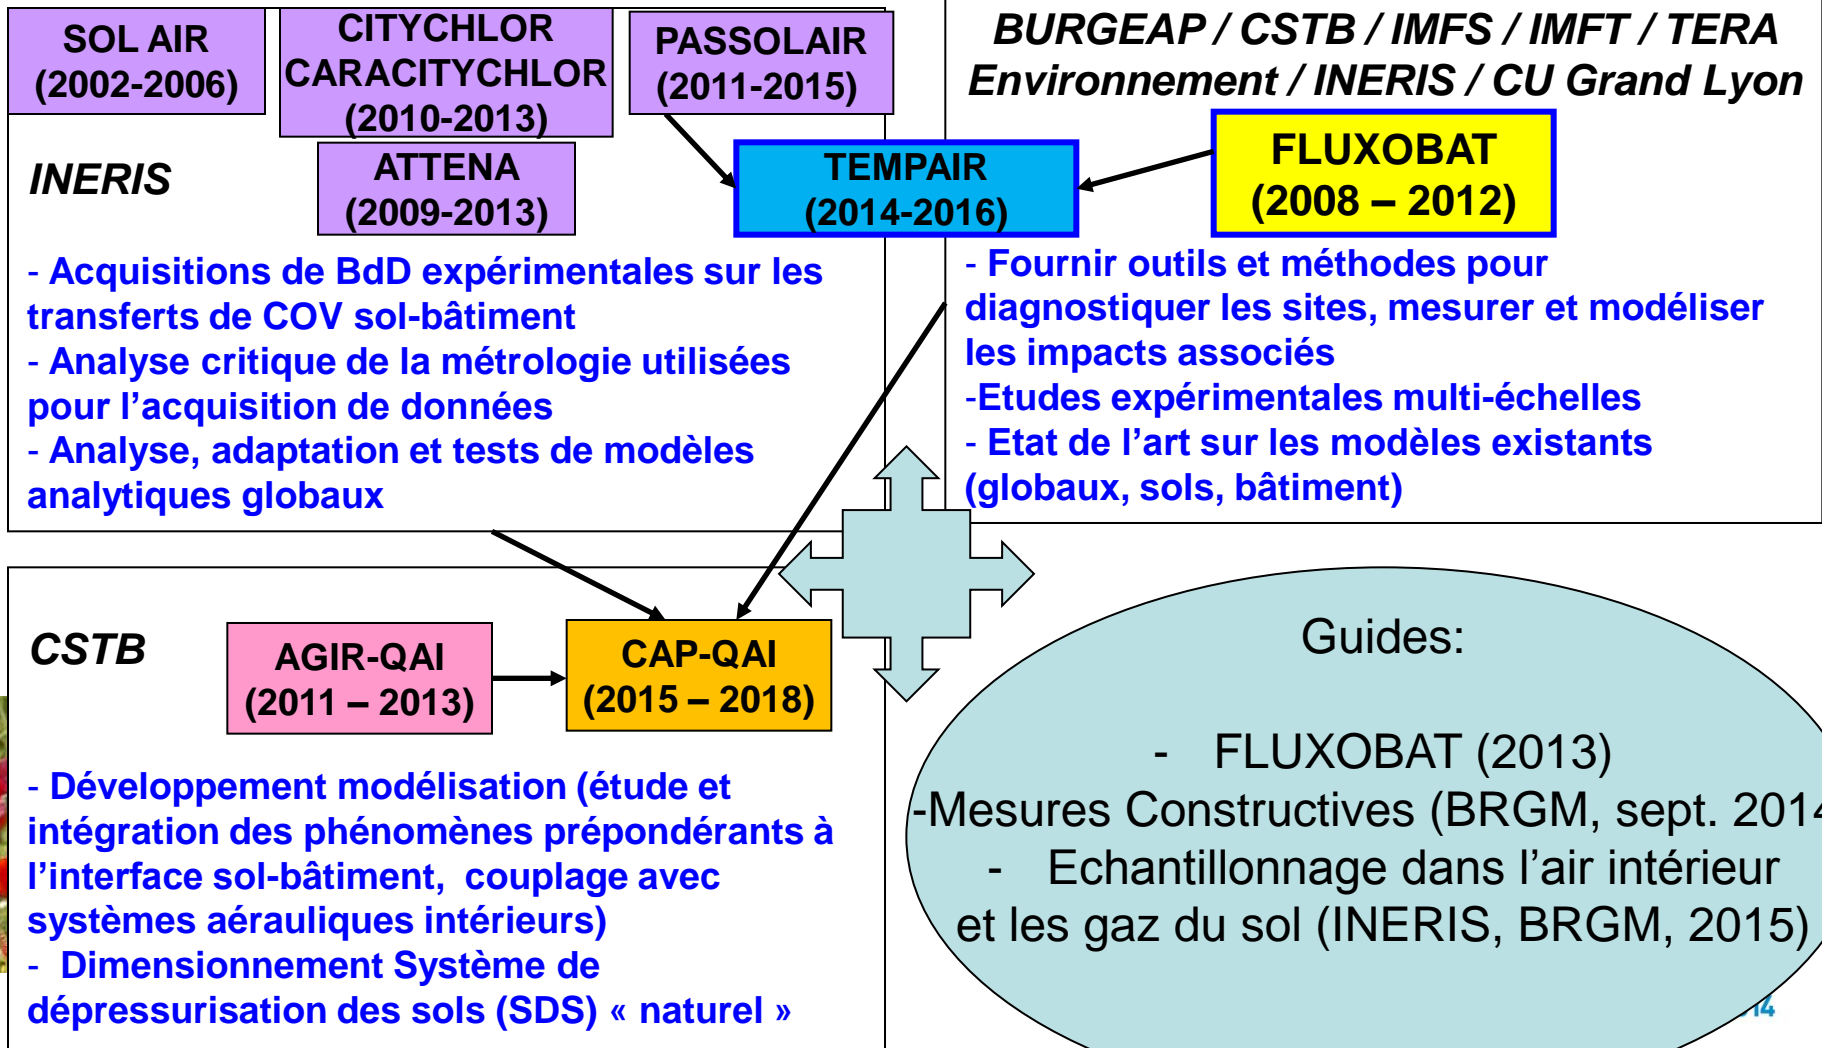 SOL AIR
(2002-2006)
CITYCHLOR
CARACITYCHLOR
(2010-2013)
PASSOLAIR
(2011-2015)
INERIS
ATTENA
(2009-2013)
TEMPAIR
(2014-2016)
- Acquisitions de BdD expérimentales sur les
transferts de COV sol-bâtiment
- Analyse critique de la métrologie utilisées
pour l’acquisition de données
- Analyse, adaptation et tests de modèles
analytiques globaux
BURGEAP / CSTB / IMFS / IMFT / TERA
Environnement / INERIS / CU Grand Lyon
FLUXOBAT
(2008 – 2012)
- Fournir outils et méthodes pour
diagnostiquer les sites, mesurer et modéliser
les impacts associés
-Etudes expérimentales multi-échelles
- Etat de l’art sur les modèles existants
(globaux, sols, bâtiment)
CSTB
AGIR-QAI
(2011 – 2013)
CAP-QAI
(2015 – 2018)
- Développement modélisation (étude et
intégration des phénomènes prépondérants à
l’interface sol-bâtiment, couplage avec
systèmes aérauliques intérieurs)
- Dimensionnement Système de
dépressurisation des sols (SDS) « naturel »
Guides:
- FLUXOBAT (2013)
-Mesures Constructives (BRGM, sept. 2014
- Echantillonnage dans l’air intérieur
et les gaz du sol (INERIS, BRGM, 2015)
14